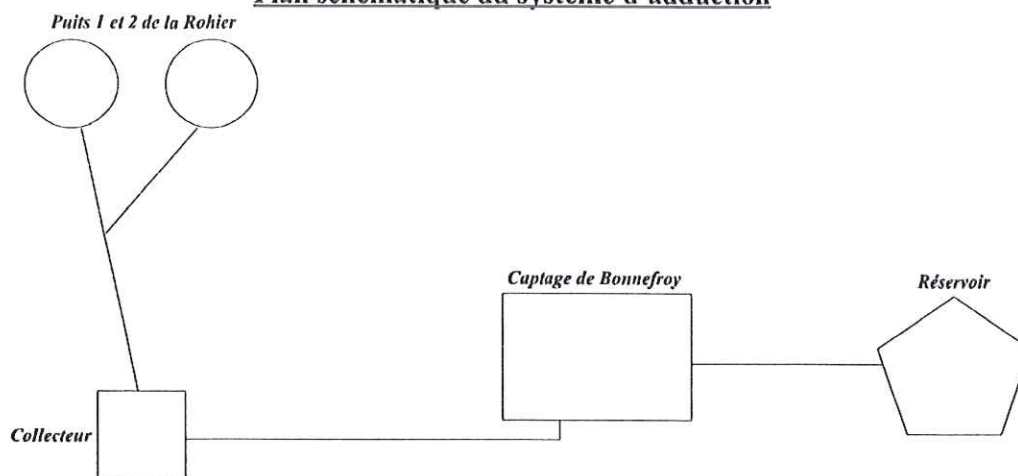 Plan schématique du système d'adduction
Puits 1 et 2 de la Rohier
Captage de Bonnefroy
Réservoir
Collecteur